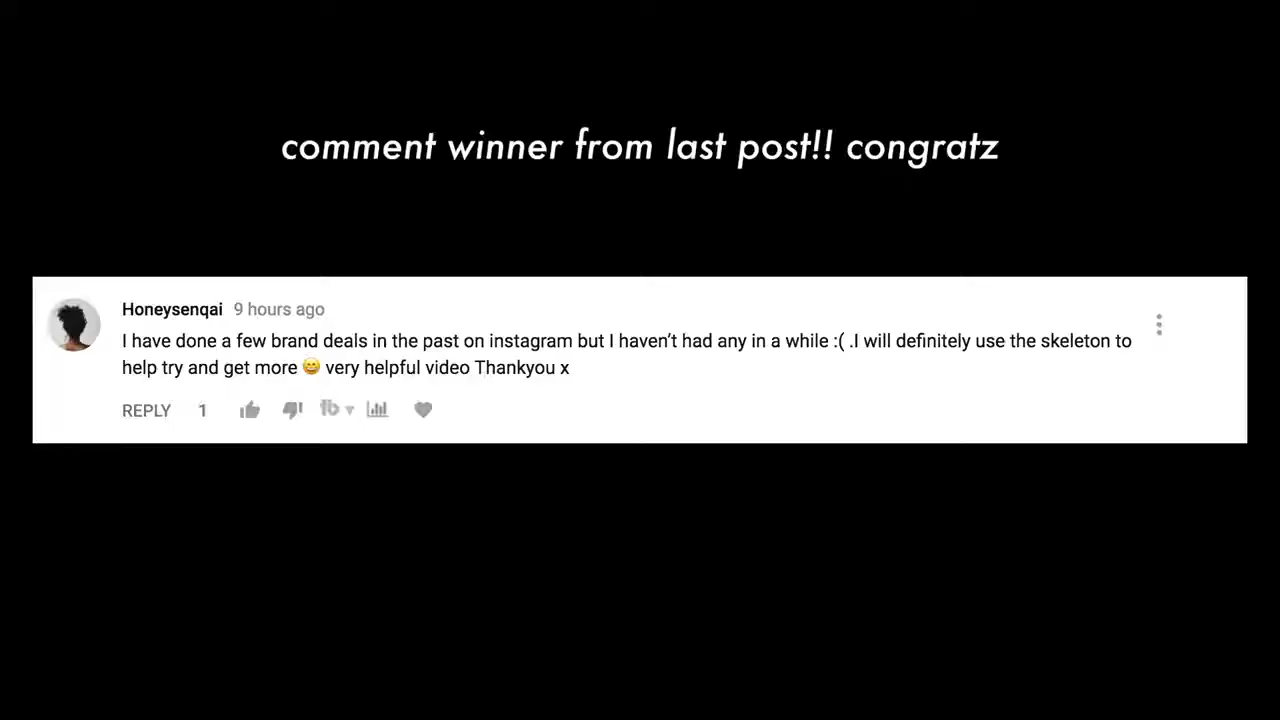 comment winner from last post!! congratz
Honeysenqai 9 hours ago
I have done a few brand deals in the past on instagram but I haven’t had any in a while :( .I will definitely use the skeleton to
help try and get more 😄 very helpful video Thankyou x
REPLY 1